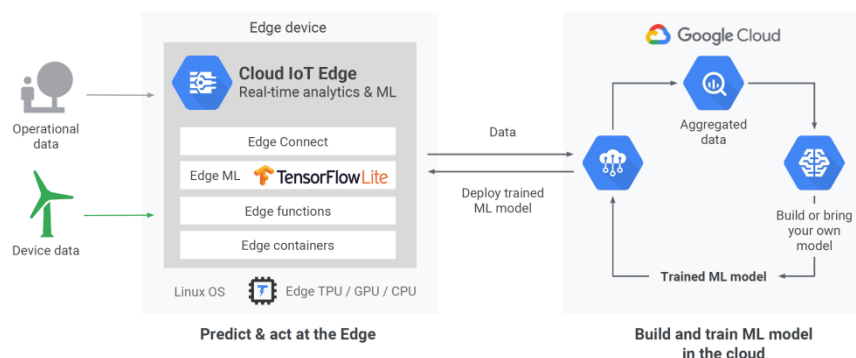 Edge device
Cloud IoT Edge
Real-time analytics & ML
Edge Connect
Edge ML TensorFlowLite
Edge functions
Edge containers
Linux OS
Edge TPU / GPU / CPU
Operational
data
Device data
Predict & act at the Edge
Data
Deploy trained
ML model
Google Cloud
Aggregated
data
Build or bring
your own
model
Trained ML model
Build and train ML model
in the cloud